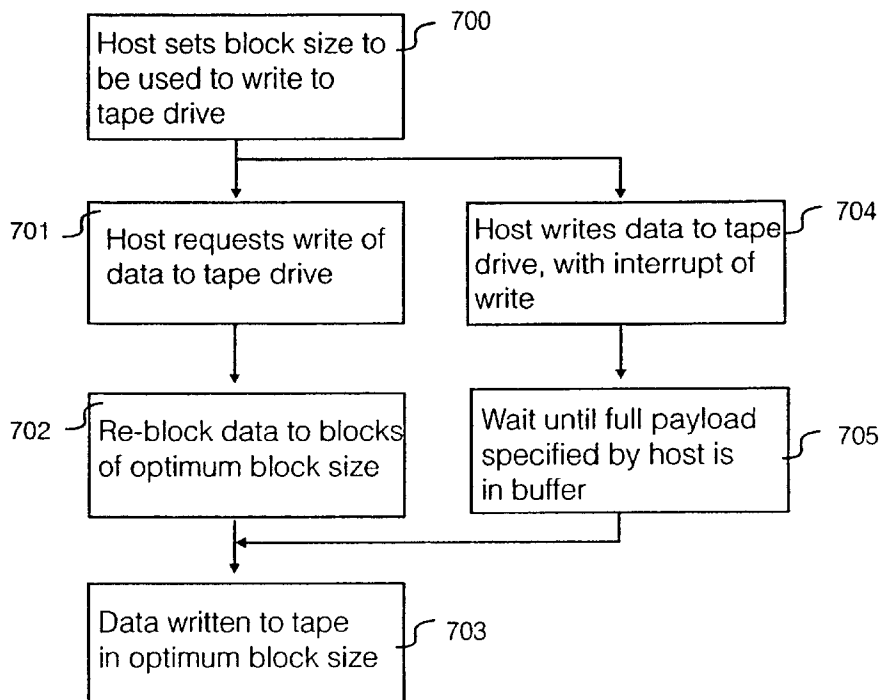 700
Host sets block size to
be used to write to
tape drive
701
Host requests write of
data to tape drive
704
Host writes data to tape
drive, with interrupt of
write
702
Re-block data to blocks
of optimum block size
705
Wait until full payload
specified by host is
in buffer
703
Data written to tape
in optimum block size